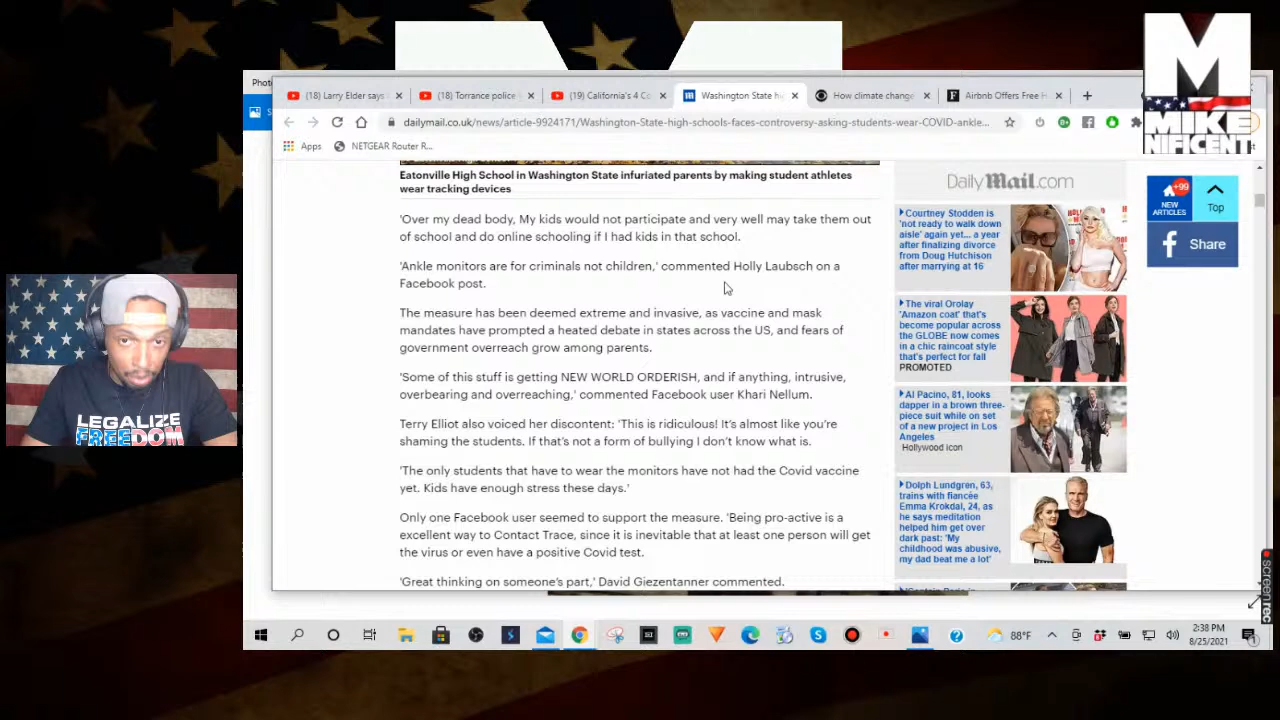 Phot
(18) Larry Elder says
(18) Torrance police
(19) California's 4 Co
Washington State hi
How climate change
Airbnb Offers Free H
dailymail.co.uk/news/article-9924171/Washington-State-high-schools-faces-controversy-asking-students-wear-COVID-ankle...
Apps
NETGEAR Router R...
M
MIKE
NIFICENT
Eatonville High School in Washington State infuriated parents by making student athletes
wear tracking devices
'Over my dead body, My kids would not participate and very well may take them out
of school and do online schooling if I had kids in that school.
'Ankle monitors are for criminals not children,' commented Holly Laubsch on a
Facebook post.
The measure has been deemed extreme and invasive, as vaccine and mask
mandates have prompted a heated debate in states across the US, and fears of
government overreach grow among parents.
'Some of this stuff is getting NEW WORLD ORDERISH, and if anything, intrusive,
overbearing and overreaching,' commented Facebook user Khari Nellum.
Terry Elliot also voiced her discontent: 'This is ridiculous! It's almost like you're
shaming the students. If that's not a form of bullying I don't know what is.
'The only students that have to wear the monitors have not had the Covid vaccine
yet. Kids have enough stress these days.'
Only one Facebook user seemed to support the measure. 'Being pro-active is a
excellent way to Contact Trace, since it is inevitable that at least one person will get
the virus or even have a positive Covid test.
'Great thinking on someone's part,' David Giezentanner commented.
Daily Mail.com
Courtney Stodden is
'not ready to walk down
aisle' again yet... a year
after finalizing divorce
from Doug Hutchison
after marrying at 16
The viral Orolay
'Amazon coat' that's
become popular across
the GLOBE now comes
in a chic raincoat style
that's perfect for fall
PROMOTED
Al Pacino, 81, looks
dapper in a brown three-
piece suit while on set
of a new project in Los
Angeles
Hollywood icon
Dolph Lundgren, 63,
trains with fiancée
Emma Krokdal, 24, as
he says meditation
helped him get over
dark past: 'My
childhood was abusive,
my dad beat me a lot'
+99
NEW
ARTICLES
Top
Share
LEGALIZE
FREEDOM
screenrec
88°F
2:38 PM
8/25/2021